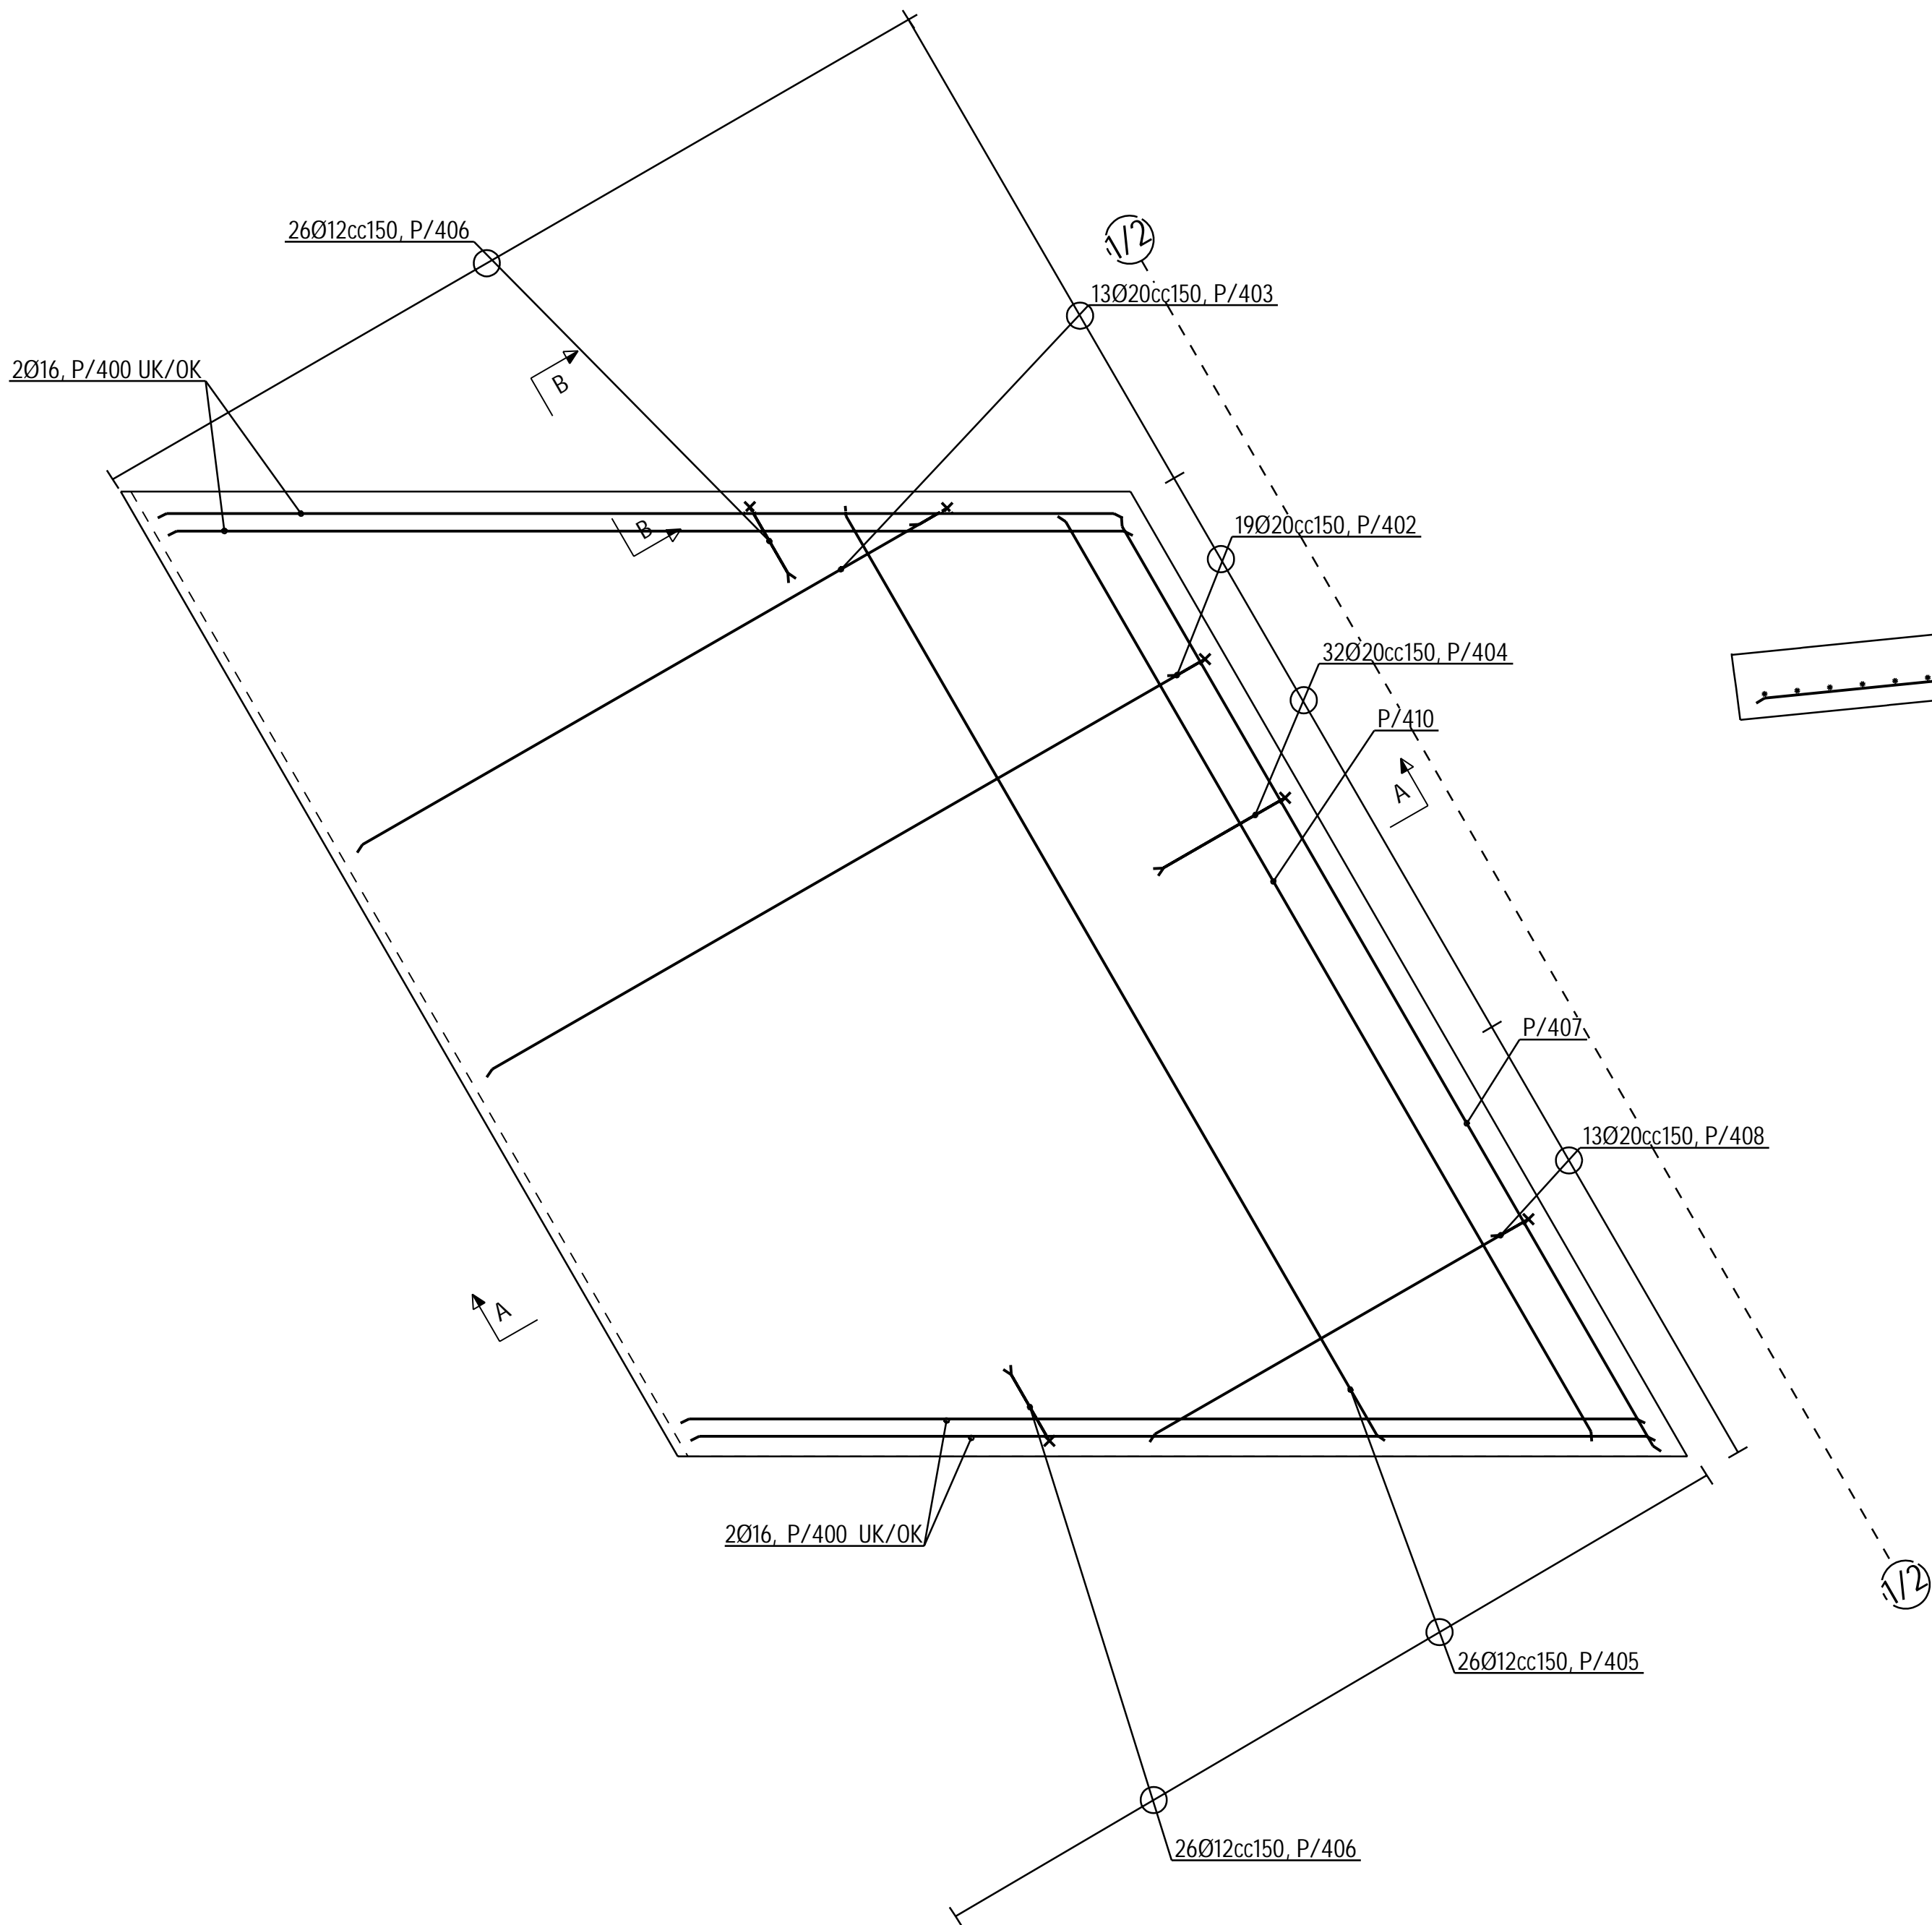 1/2
26Ø12cc150, P/406
13Ø20cc150, P/403
2Ø16, P/400 UK/OK
B
B
19Ø20cc150, P/402
32Ø20cc150, P/404
P/410
A
P/407
13Ø20cc150, P/408
A
2Ø16, P/400 UK/OK
1/2
26Ø12cc150, P/405
26Ø12cc150, P/406